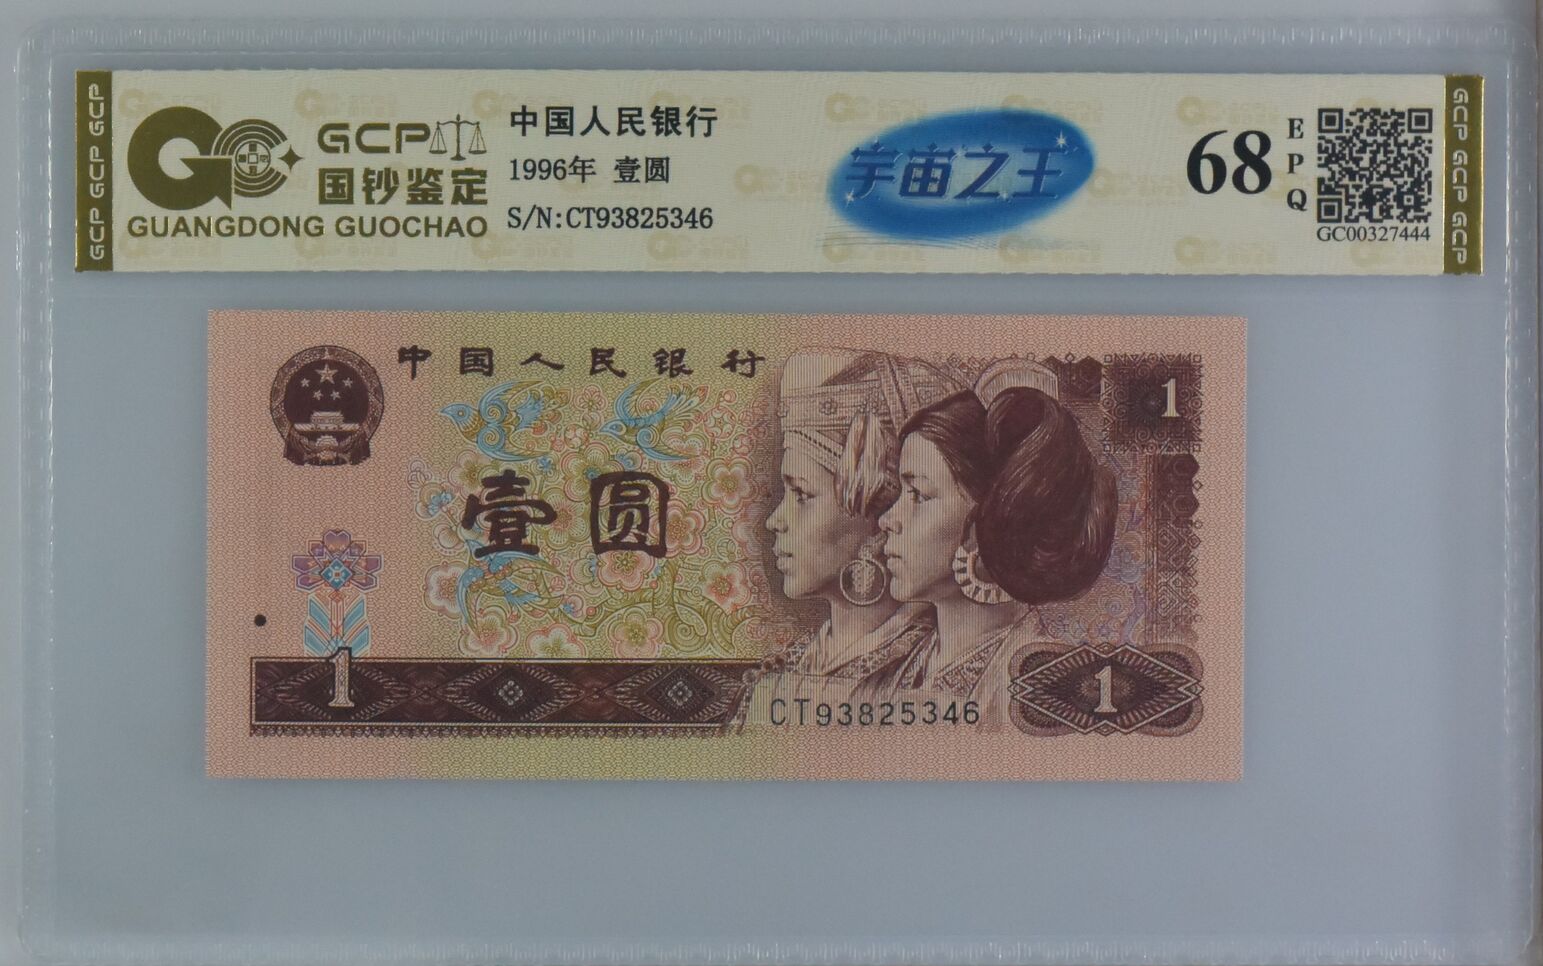 GCP GCP GCP
GCP
国钞鉴定
GUANGDONG GUOCHAO
中国人民银行
1996年 壹圆
S/N:CT93825346
宇宙之王
68
EPQ
GC00327444
GCP GCP GCP
中国人民银行
1
壹圆
1
CT93825346
1